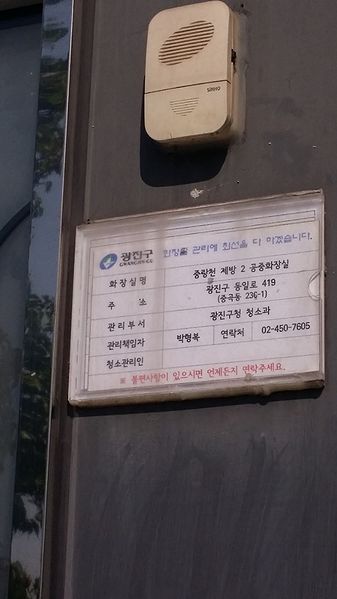 SINHO
광진구 화장실 관리에 최선을 다 하겠습니다.
GWANGJIN-GU
화장실명 중랑천 제방 2 공중화장실
주 소 광진구 동일로 419
(중곡동 236-1)
관리부서 광진구청 청소과
관리책임자 박형복 연락처 02-450-7605
청소관리인
※ 불편사항이 있으시면 언제든지 연락주세요.